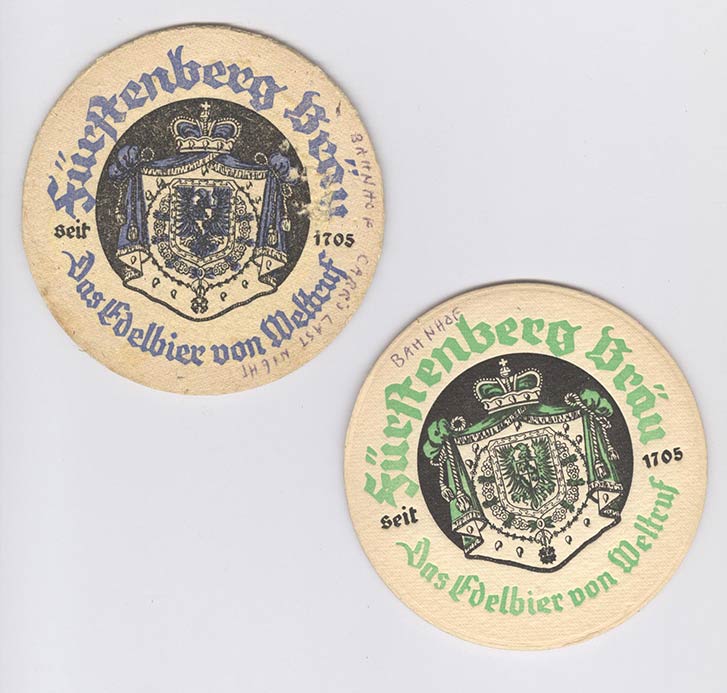 Fürstenberg Bräu
seit 1705
Das Edelbier von Weltruf
BAHNHOF CARR'S LAST NIGHT
BAHNHOF
Fürstenberg Bräu
seit 1705
Das Edelbier von Weltruf